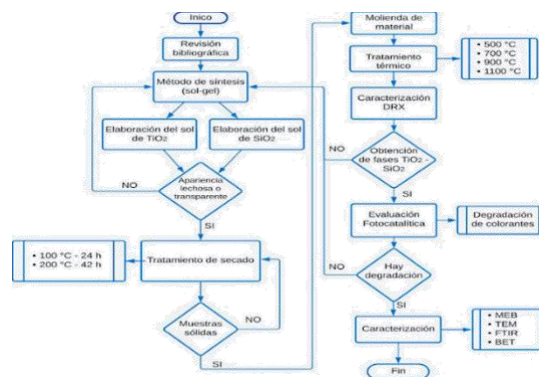 Inico
Revisión
bibliográfica
Método de síntesis
(sol-gel)
Elaboración del sol
de TiO₂
Elaboración del sol
de SiO₂
NO
Apariencia
lechosa o
transparente
SI
• 100 °C - 24 h
• 200 °C - 42 h
Tratamiento de secado
Muestras
sólidas
NO
SI
Molienda de
material
Tratamiento
térmico
• 500 °C
• 700 °C
• 900 °C
• 1100 °C
Caracterización
DRX
NO
Obtención
de fases TiO₂ -
SiO₂
SI
Evaluación
Fotocatalítica
Degradación
de colorantes
NO
Hay
degradación
SI
Caracterización
• MEB
• TEM
• FTIR
• BET
Fin